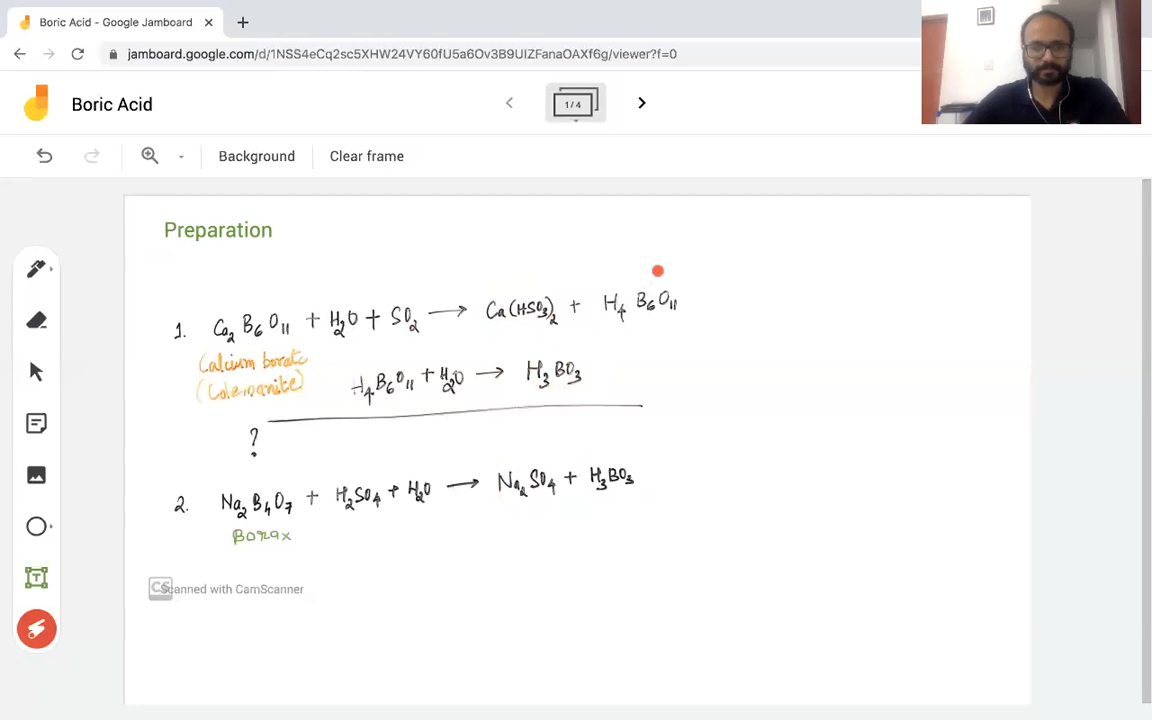 Boric Acid - Google Jamboard
jamboard.google.com/d/1NSS4eCq2sc5XHW24VY60fU5a6Ov3B9UIZFanaOAXf6g/viewer?f=0
Boric Acid
1/4
Background
Clear frame
Preparation
1. Ca₂B₆O₁₁ + H₂O + SO₂ → Ca(HSO₃)₂ + H₄B₆O₁₁
Calcium borate
(Colemanite)
H₄B₆O₁₁ + H₂O → H₃BO₃
?
2. Na₂B₄O₇ + H₂SO₄ + H₂O → Na₂SO₄ + H₃BO₃
Borax
CS Scanned with CamScanner